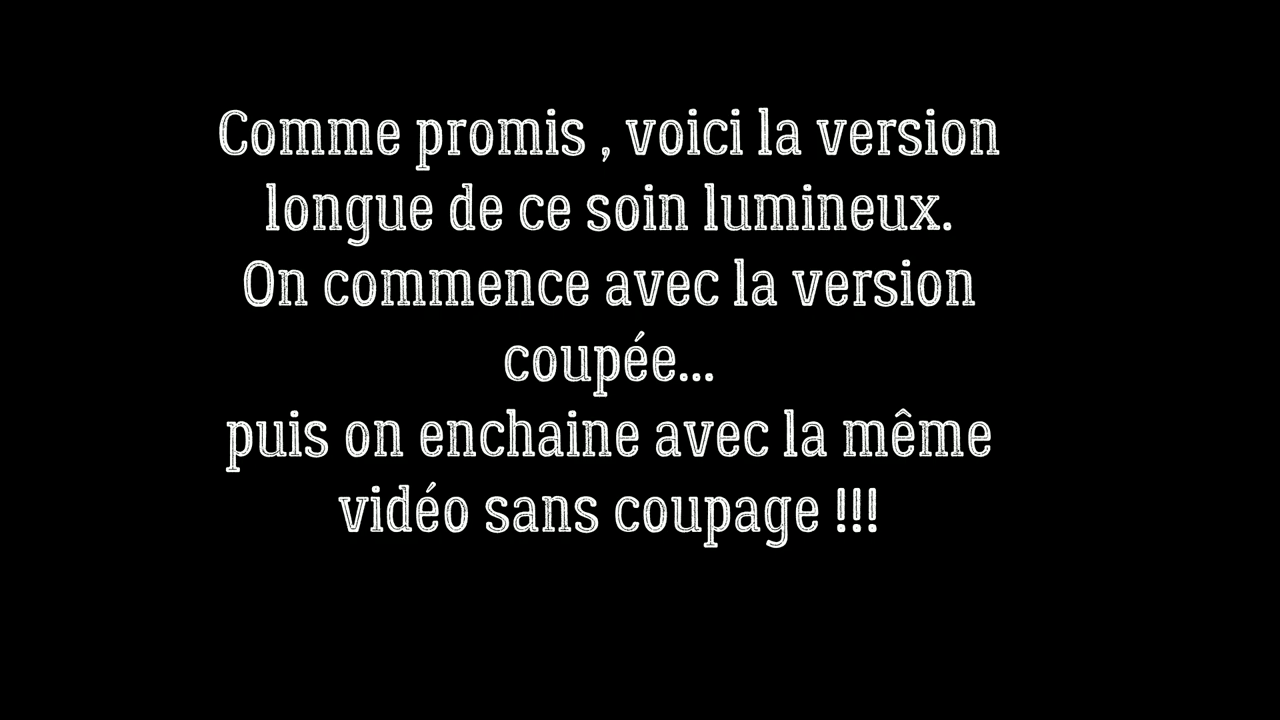 Comme promis , voici la version
longue de ce soin lumineux.
On commence avec la version
coupée...
puis on enchaine avec la même
vidéo sans coupage !!!